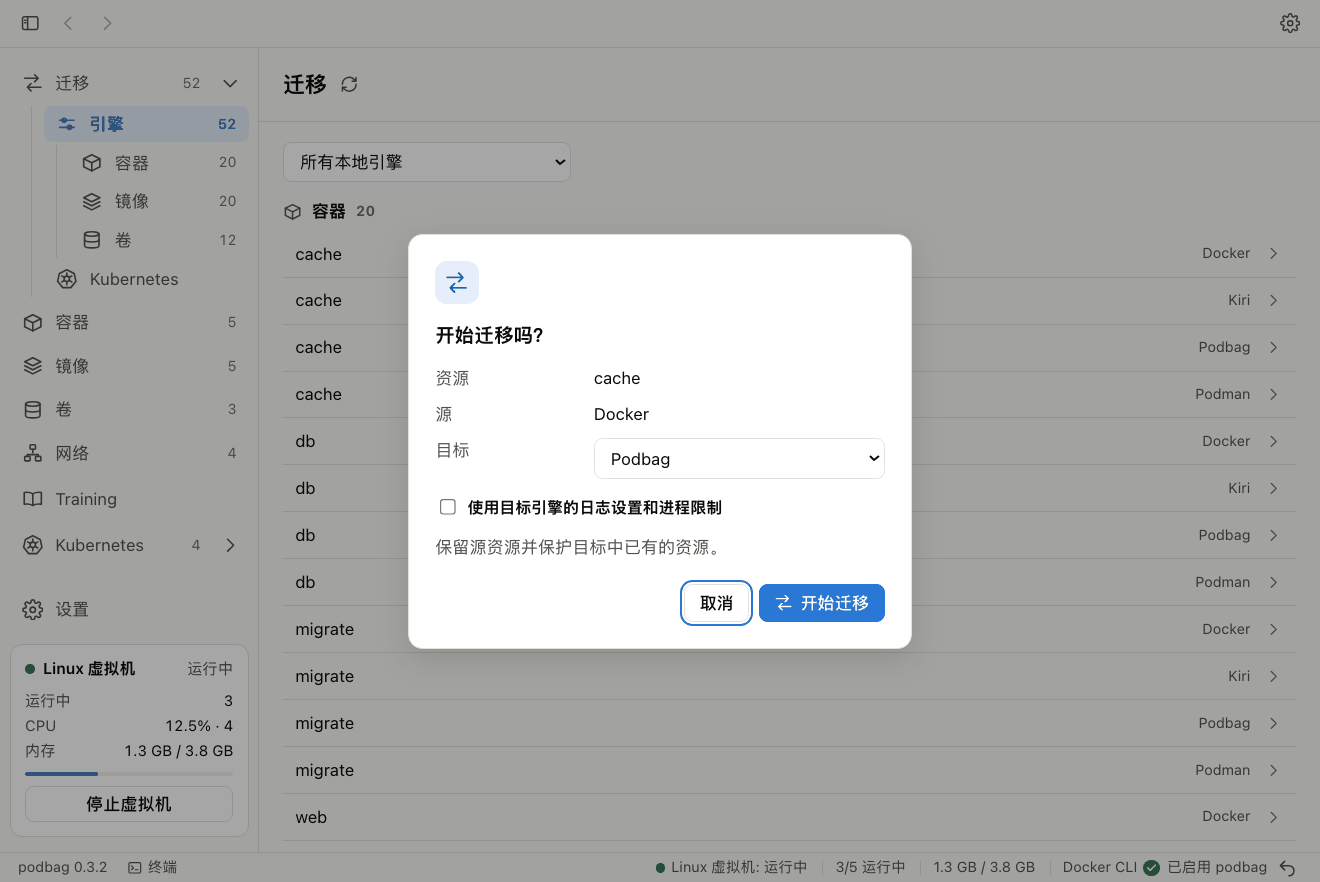 迁移 52
引擎 52
容器 20
镜像 20
卷 12
Kubernetes
容器 5
镜像 5
卷 3
网络 4
Training
Kubernetes 4
设置
Linux 虚拟机 运行中
运行中 3
CPU 12.5% · 4
内存 1.3 GB / 3.8 GB
停止虚拟机
迁移
所有本地引擎
容器 20
cache Docker
cache Kiri
cache Podbag
cache Podman
db Docker
db Kiri
db Podbag
db Podman
migrate Docker
migrate Kiri
migrate Podbag
migrate Podman
web Docker
开始迁移吗?
资源 cache
源 Docker
目标 Podbag
使用目标引擎的日志设置和进程限制
保留源资源并保护目标中已有的资源。
取消 开始迁移
podbag 0.3.2 终端 Linux 虚拟机: 运行中 3/5 运行中 1.3 GB / 3.8 GB Docker CLI 已启用 podbag